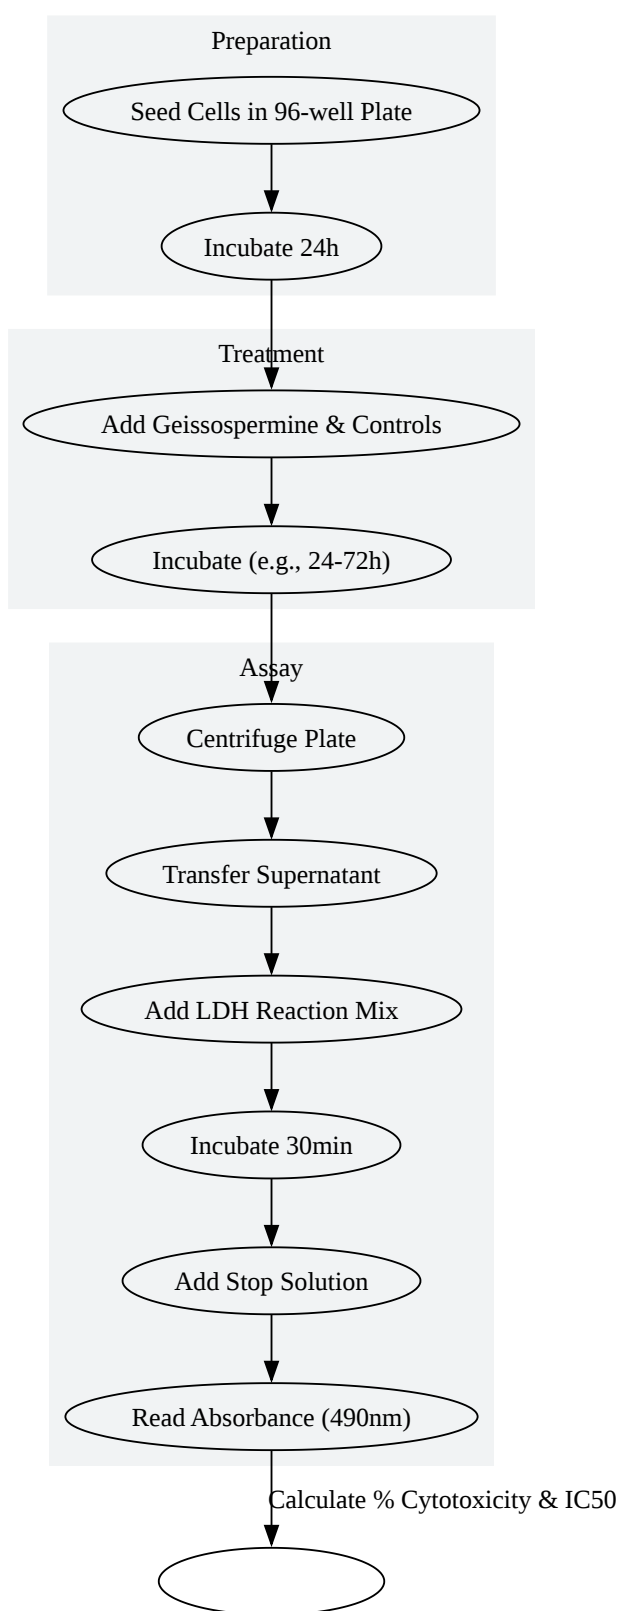 Preparation
Seed Cells in 96-well Plate
Incubate 24h
Treatment
Add Geissospermine & Controls
Incubate (e.g., 24-72h)
Assay
Centrifuge Plate
Transfer Supernatant
Add LDH Reaction Mix
Incubate 30min
Add Stop Solution
Read Absorbance (490nm)
Calculate % Cytotoxicity & IC50